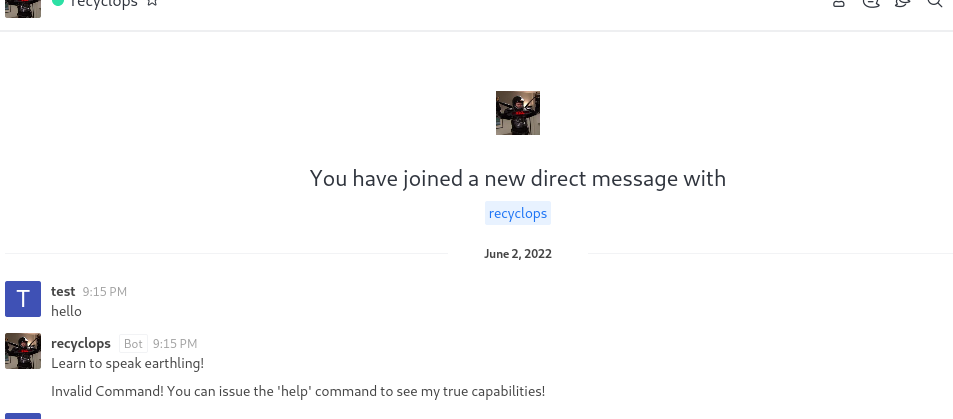 recyclops
You have joined a new direct message with
recyclops
June 2, 2022
T
test 9:15 PM
hello
recyclops Bot 9:15 PM
Learn to speak earthling!
Invalid Command! You can issue the 'help' command to see my true capabilities!